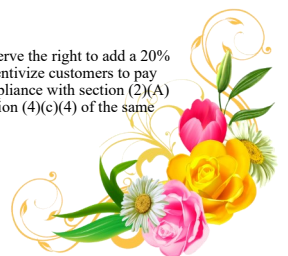 erve the right to add a 20%
entivize customers to pay
pliance with section (2)(A)
ion (4)(c)(4) of the same